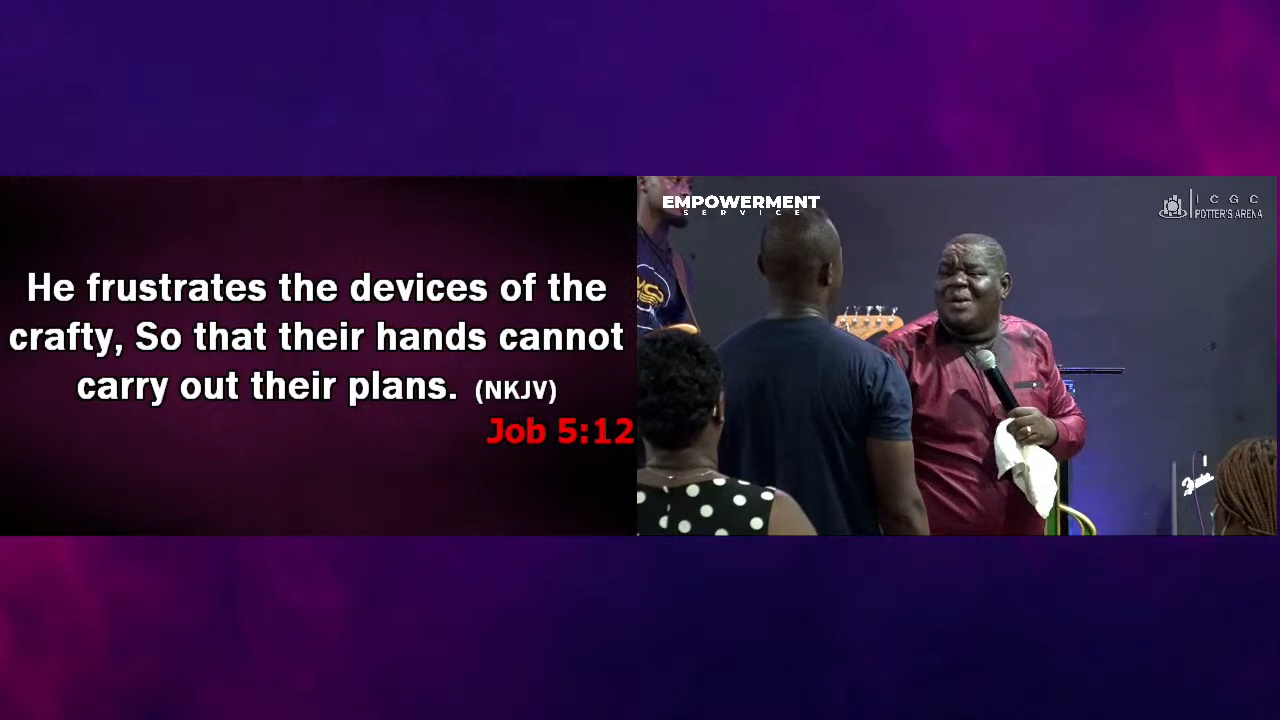 He frustrates the devices of the
crafty, So that their hands cannot
carry out their plans. (NKJV)
Job 5:12
EMPOWERMENT
SERVICE
ICGC
POTTER'S ARENA
Fender